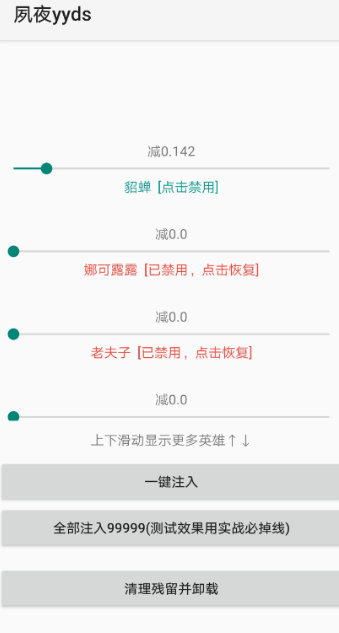 夙夜yyds
减0.142
貂蝉 [点击禁用]
减0.0
娜可露露 [已禁用，点击恢复]
减0.0
老夫子 [已禁用，点击恢复]
减0.0
上下滑动显示更多英雄↑↓
一键注入
全部注入99999(测试效果用实战必掉线)
清理残留并卸载